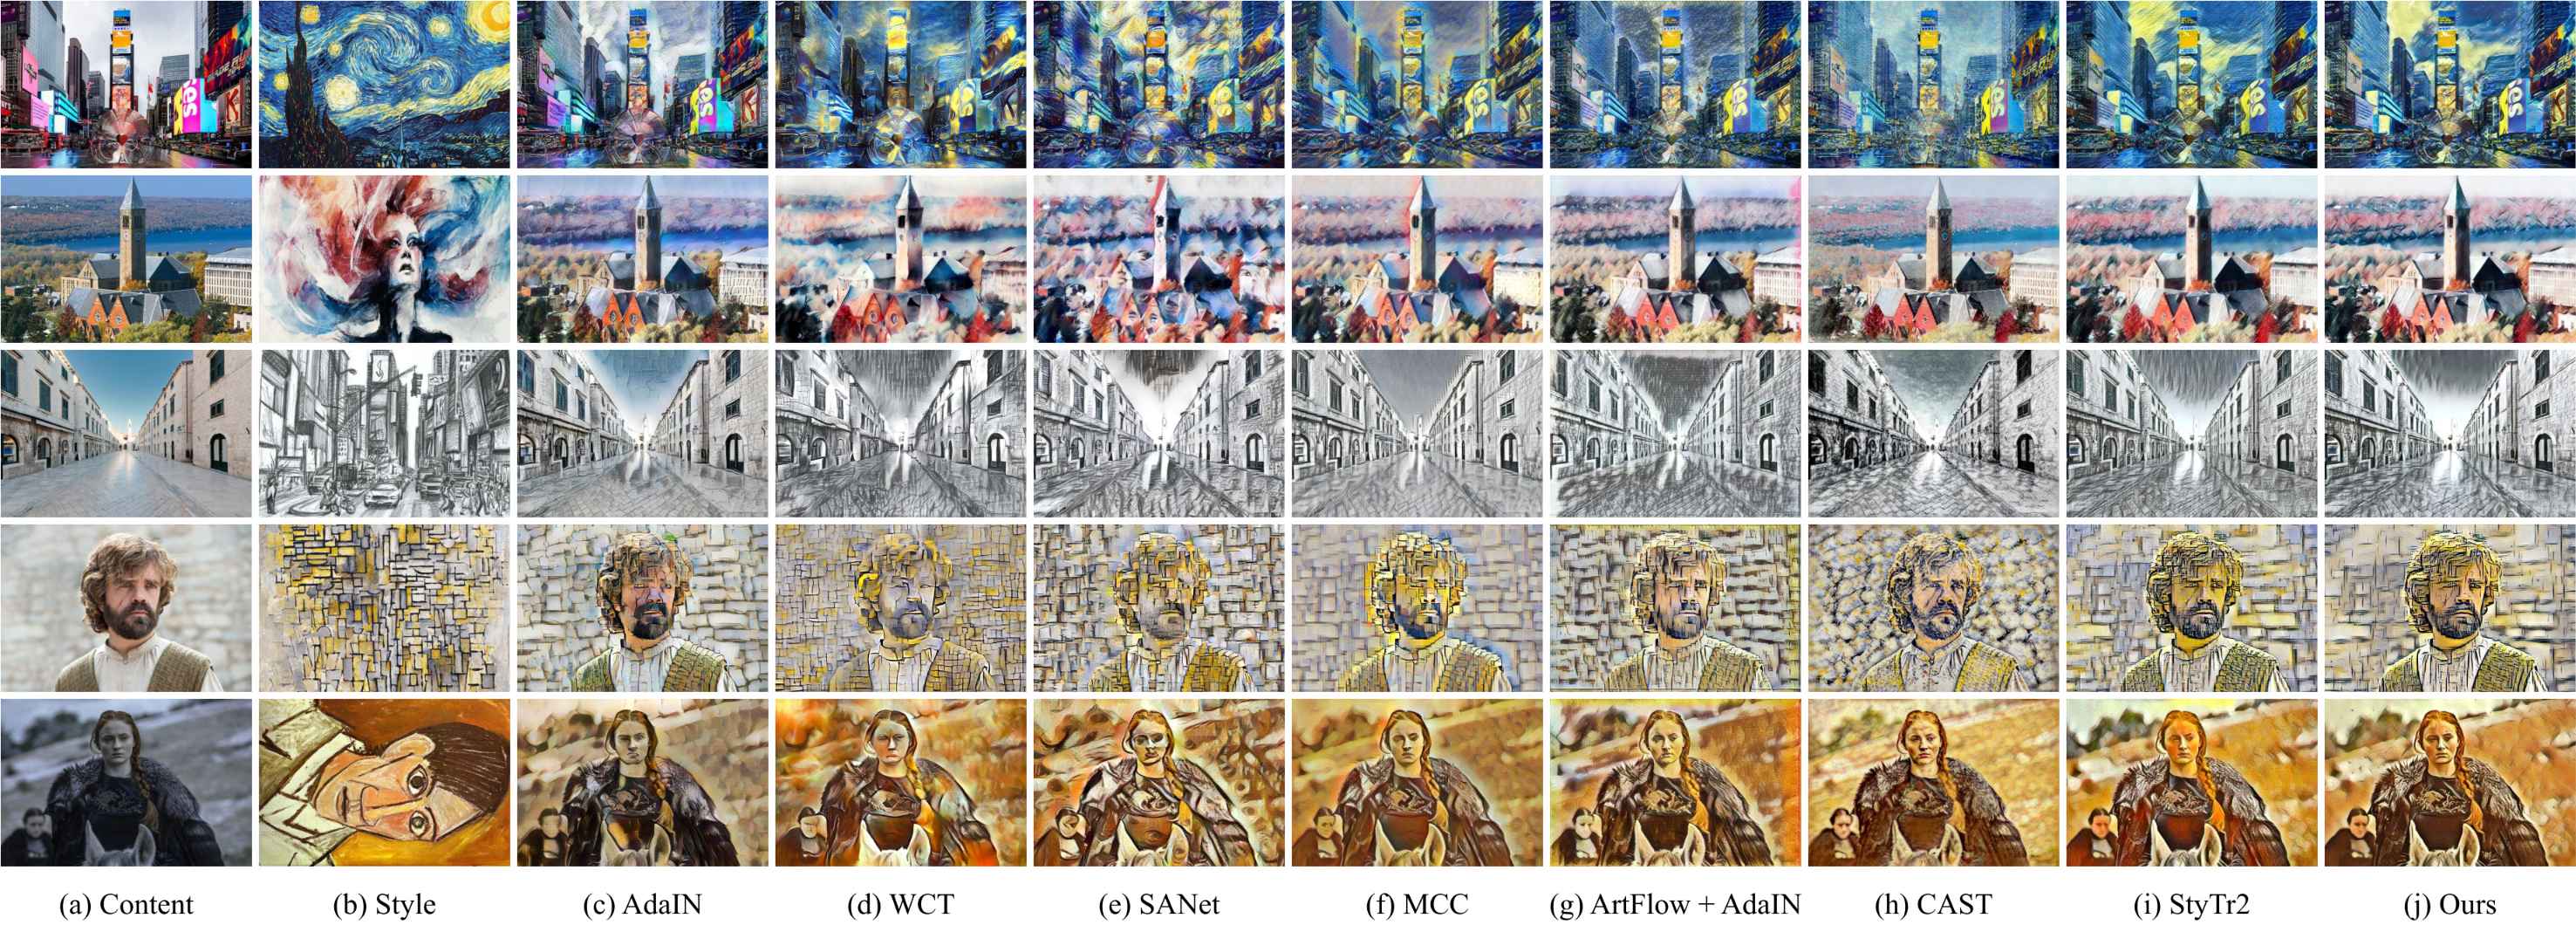 (a) Content
(b) Style
(c) AdaIN
(d) WCT
(e) SANet
(f) MCC
(g) ArtFlow + AdaIN
(h) CAST
(i) StyTr2
(j) Ours